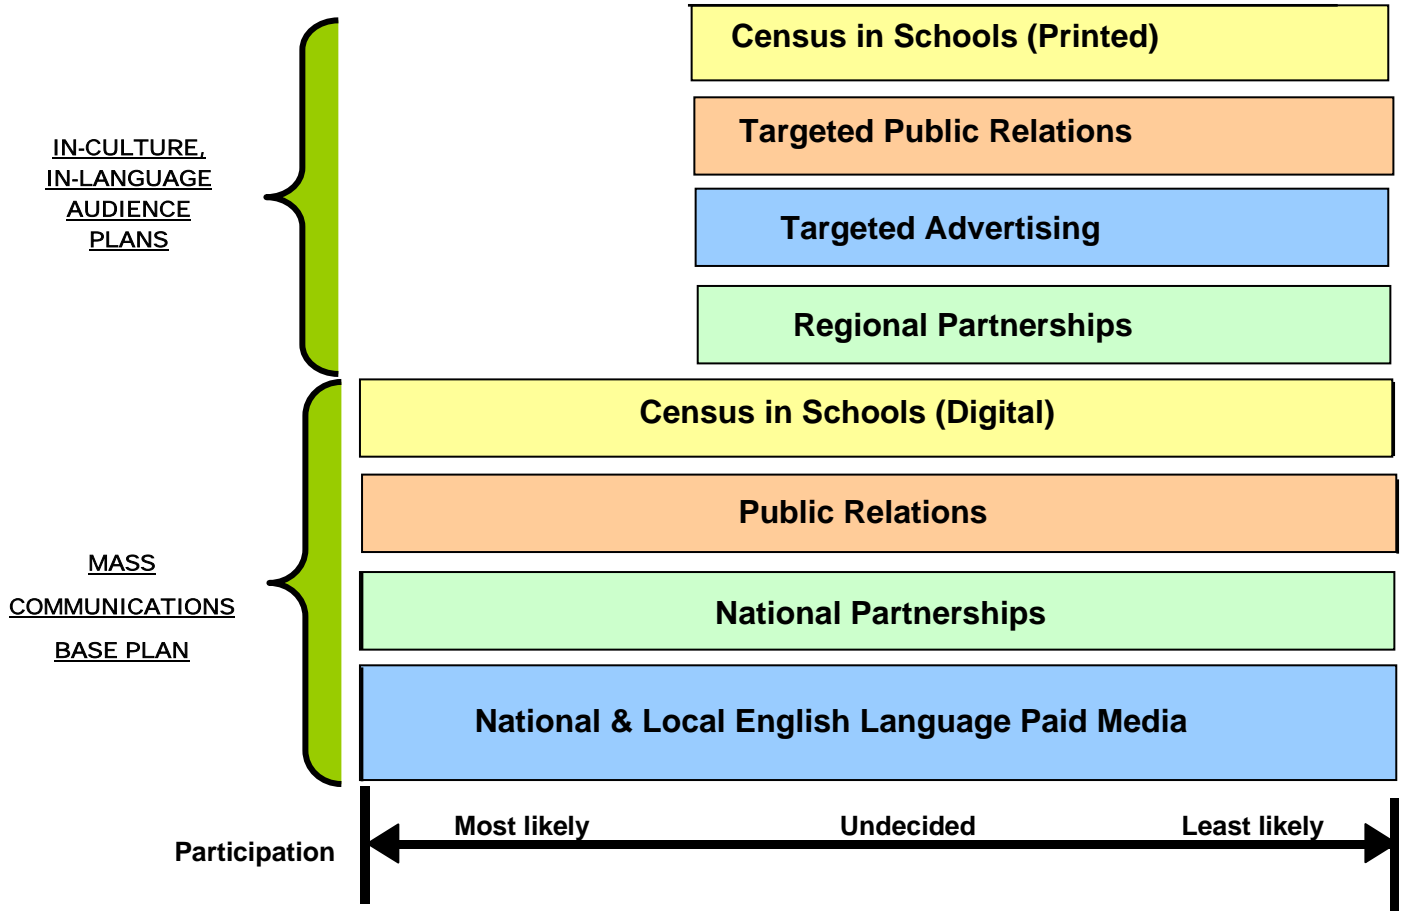 Census in Schools (Printed)
Targeted Public Relations
IN-CULTURE,
IN-LANGUAGE
AUDIENCE
PLANS
Targeted Advertising
Regional Partnerships
Census in Schools (Digital)
Public Relations
MASS
COMMUNICATIONS
BASE PLAN
National Partnerships
National & Local English Language Paid Media
Most likely
Undecided
Least likely
Participation